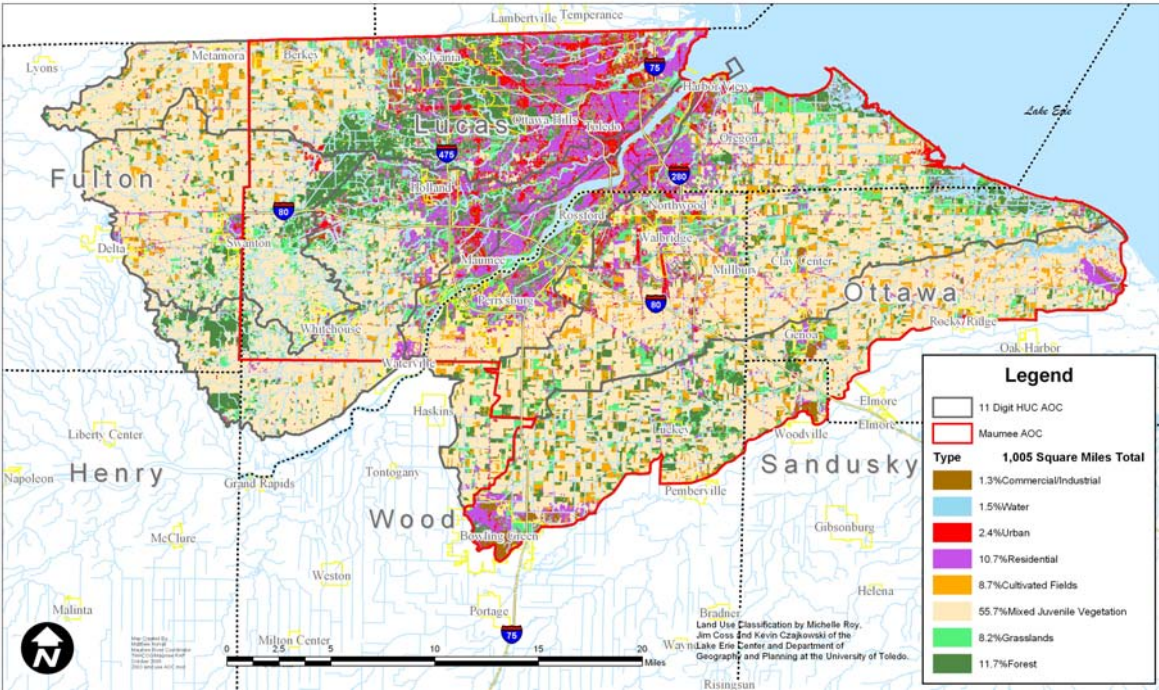 Lambertville Temperance
Lyons
Metamora
Berkey
Sylvania
75
Harbor View
Lake Erie
Lucas
Ottawa Hills
Toledo
Oregon
475
Fulton
Holland
280
80
Northwood
Rossford
Swanton
Delta
Walbridge
Maumee
Millbury
Clay Center
Perrysburg
80
Ottawa
Whitehouse
Rocky Ridge
Genoa
Oak Harbor
Waterville
Haskins
Elmore
Elmore
Liberty Center
Luckey
Woodville
Henry
Napoleon
Tontogany
Grand Rapids
Sandusky
Pemberville
Wood
Gibsonburg
McClure
Bowling green
Weston
Helena
Malinta
Portage
Bradner
75
Milton Center
Wayne
Risingsun
Legend
11 Digit HUC AOC
Maumee AOC
Type 1,005 Square Miles Total
1.3%Commercial/Industrial
1.5%Water
2.4%Urban
10.7%Residential
8.7%Cultivated Fields
55.7%Mixed Juvenile Vegetation
8.2%Grasslands
11.7%Forest
Land Use Classification by Michelle Roy,
Jim Coss and Kevin Czajkowski of the
Lake Erie Center and Department of
Geography and Planning at the University of Toledo.
N
0 2.5 5 10 15 20
Miles